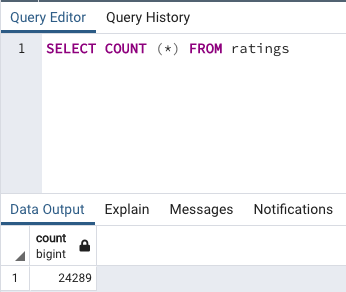 Query Editor Query History
1 SELECT COUNT (*) FROM ratings
Data Output Explain Messages Notifications
count
bigint
1 24289